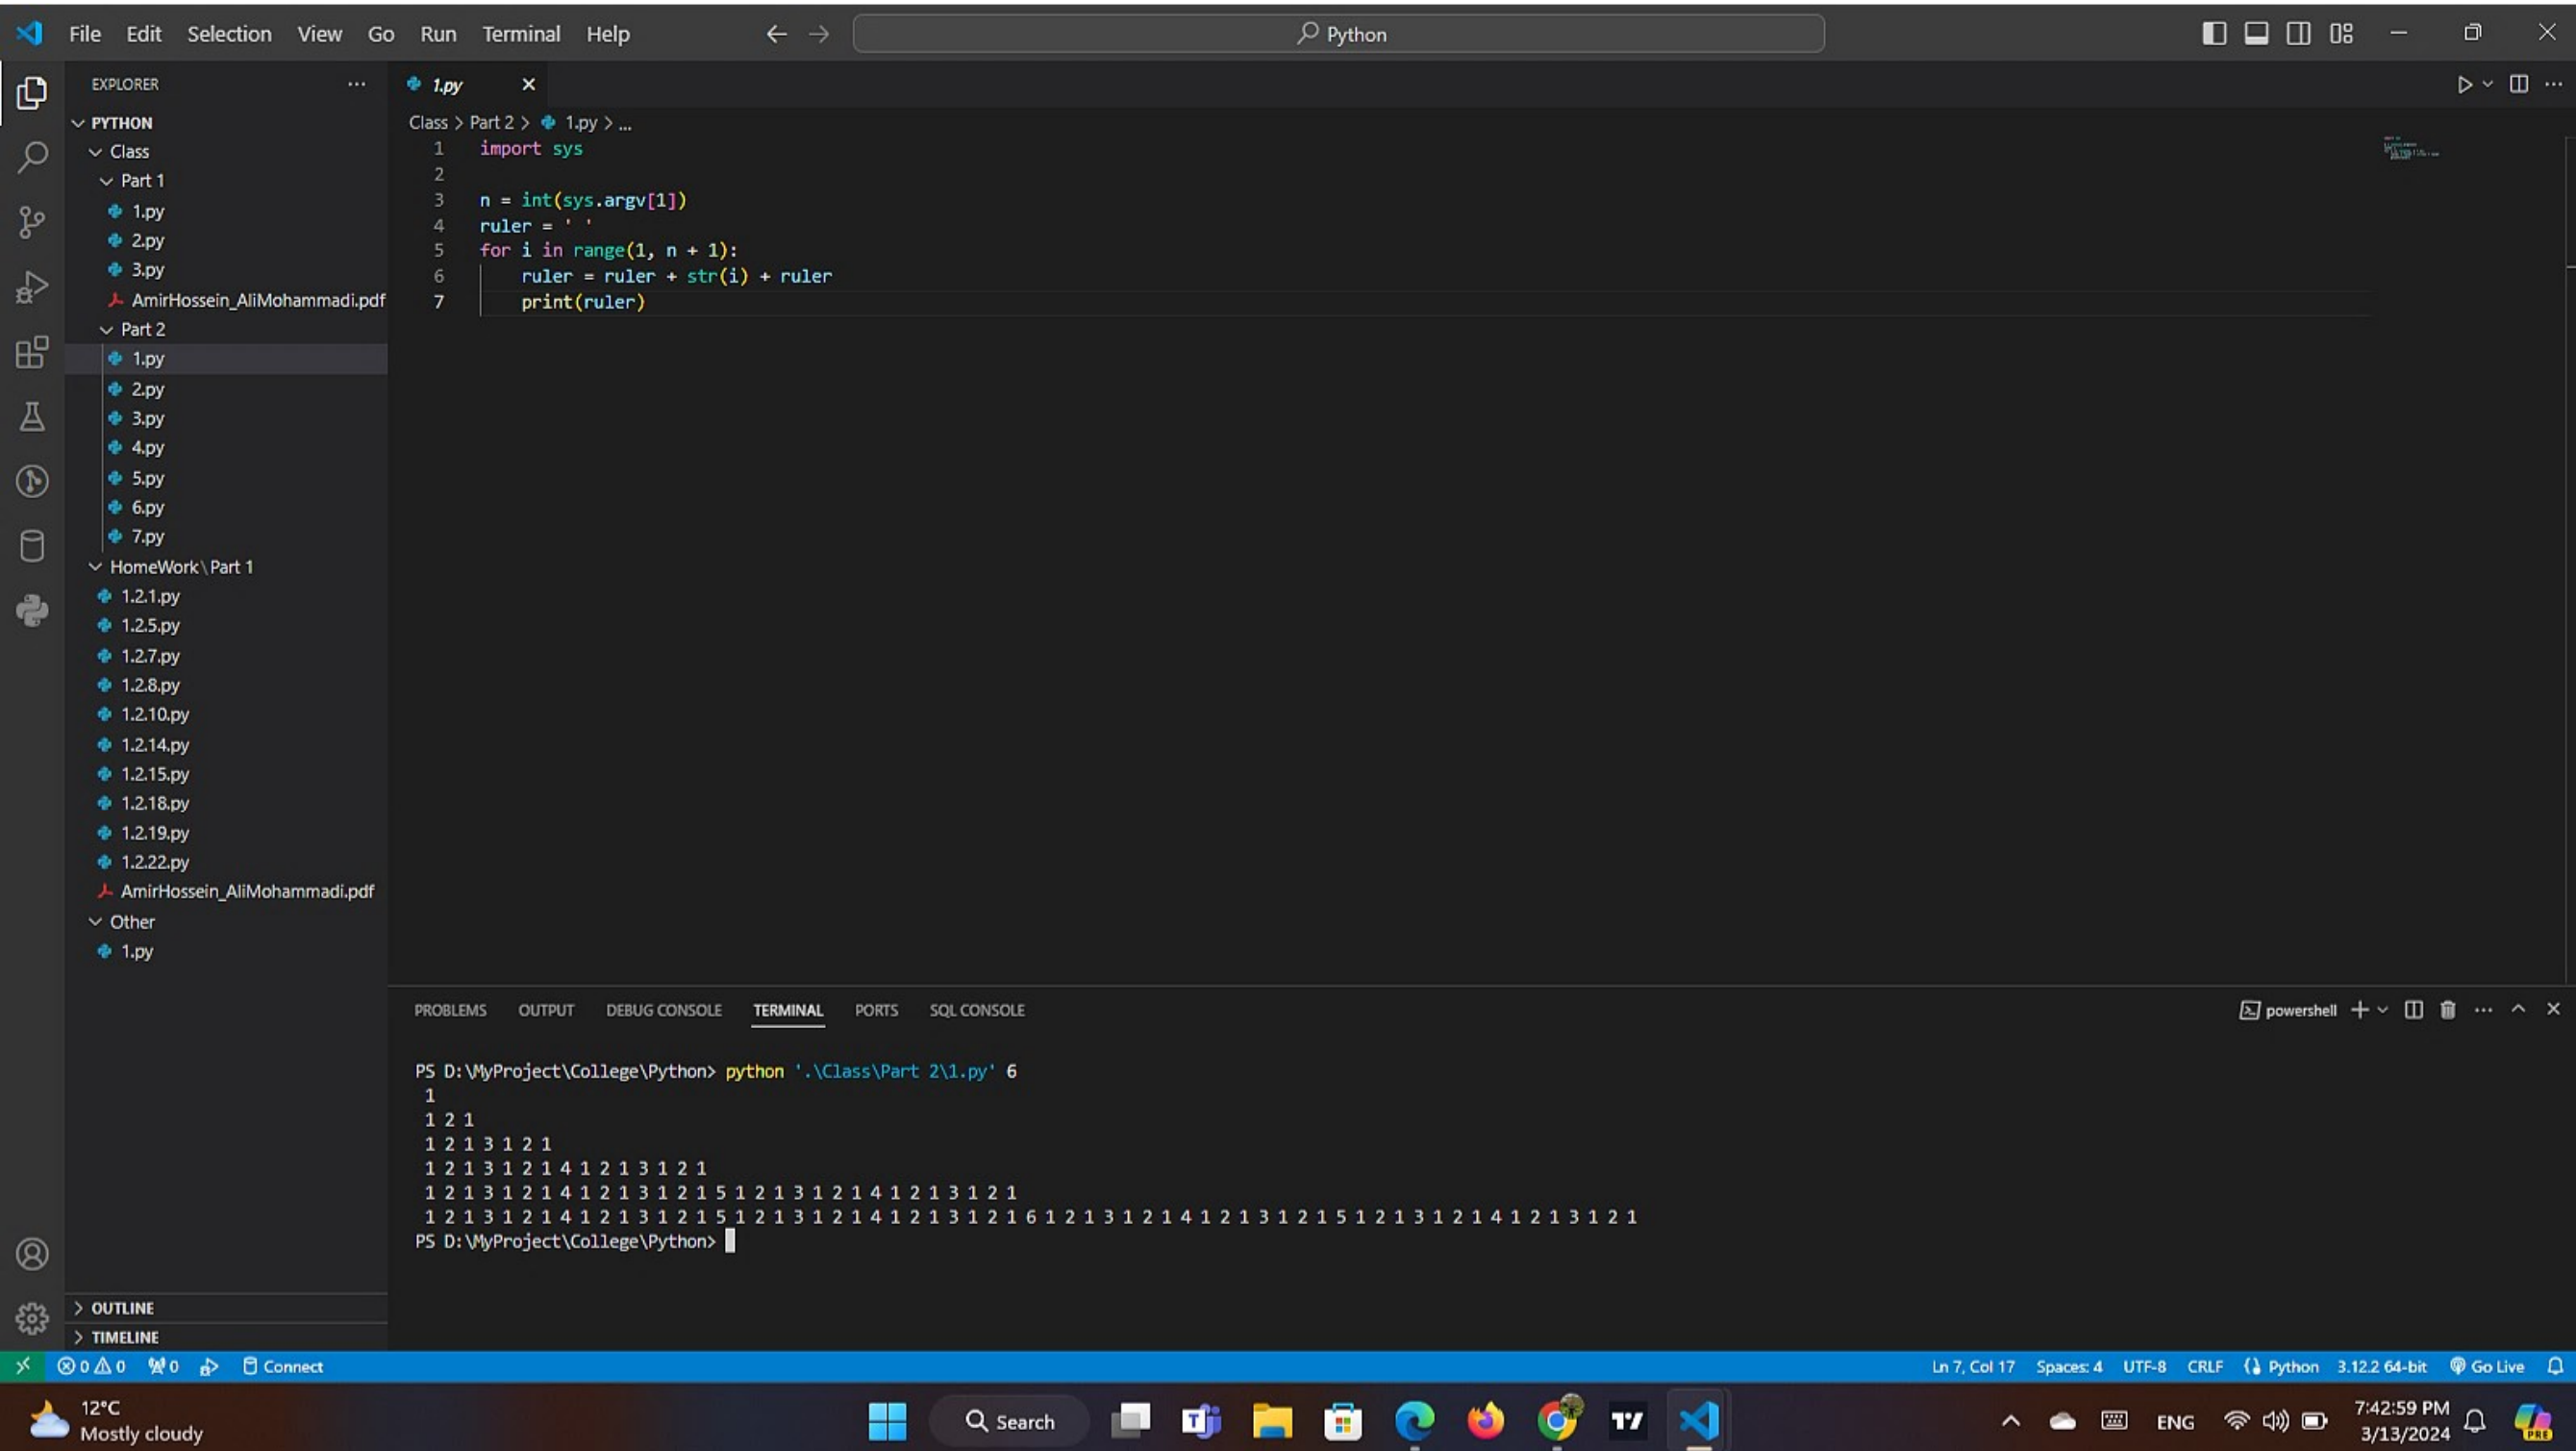 File Edit Selection View Go Run Terminal Help
Python
EXPLORER
PYTHON
Class
Part 1
1.py
2.py
3.py
AmirHossein_AliMohammadi.pdf
Part 2
1.py
2.py
3.py
4.py
5.py
6.py
7.py
HomeWork\Part 1
1.2.1.py
1.2.5.py
1.2.7.py
1.2.8.py
1.2.10.py
1.2.14.py
1.2.15.py
1.2.18.py
1.2.19.py
1.2.22.py
AmirHossein_AliMohammadi.pdf
Other
1.py
OUTLINE
TIMELINE
1.py
Class > Part 2 > 1.py > ...
1 import sys
2
3 n = int(sys.argv[1])
4 ruler = ' '
5 for i in range(1, n + 1):
6     ruler = ruler + str(i) + ruler
7     print(ruler)
PROBLEMS OUTPUT DEBUG CONSOLE TERMINAL PORTS SQL CONSOLE
powershell
PS D:\MyProject\College\Python> python '.\Class\Part 2\1.py' 6
 1
 1 2 1
 1 2 1 3 1 2 1
 1 2 1 3 1 2 1 4 1 2 1 3 1 2 1
 1 2 1 3 1 2 1 4 1 2 1 3 1 2 1 5 1 2 1 3 1 2 1 4 1 2 1 3 1 2 1
 1 2 1 3 1 2 1 4 1 2 1 3 1 2 1 5 1 2 1 3 1 2 1 4 1 2 1 3 1 2 1 6 1 2 1 3 1 2 1 4 1 2 1 3 1 2 1 5 1 2 1 3 1 2 1 4 1 2 1 3 1 2 1
PS D:\MyProject\College\Python>
0 0 0 Connect
Ln 7, Col 17 Spaces: 4 UTF-8 CRLF Python 3.12.2 64-bit Go Live
12°C
Mostly cloudy
Search
ENG
7:42:59 PM
3/13/2024
PRE